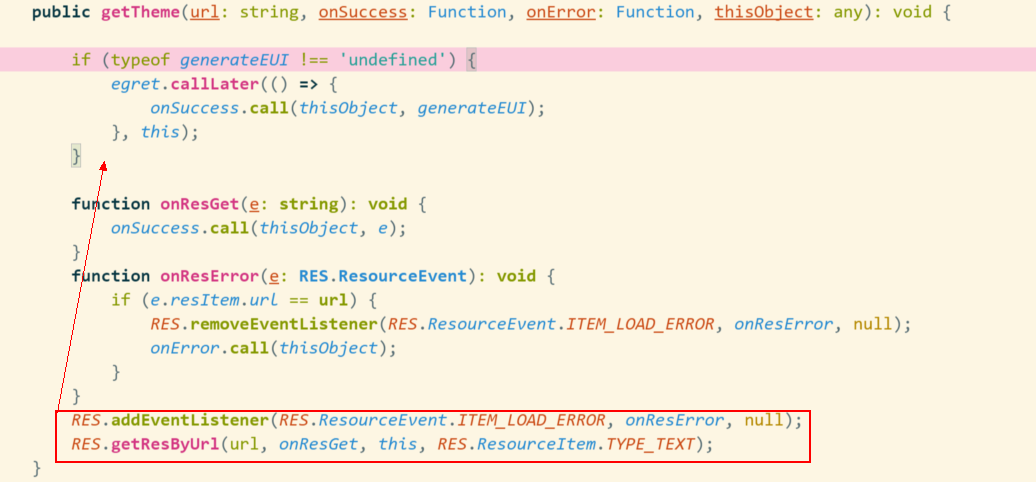 public getTheme(url: string, onSuccess: Function, onError: Function, thisObject: any): void {
if (typeof generateEUI !== 'undefined') {
egret.callLater(() => {
onSuccess.call(thisObject, generateEUI);
}, this);
}
function onResGet(e: string): void {
onSuccess.call(thisObject, e);
}
function onResError(e: RES.ResourceEvent): void {
if (e.resItem.url == url) {
RES.removeEventListener(RES.ResourceEvent.ITEM_LOAD_ERROR, onResError, null);
onError.call(thisObject);
}
}
RES.addEventListener(RES.ResourceEvent.ITEM_LOAD_ERROR, onResError, null);
RES.getResByUrl(url, onResGet, this, RES.ResourceItem.TYPE_TEXT);
}